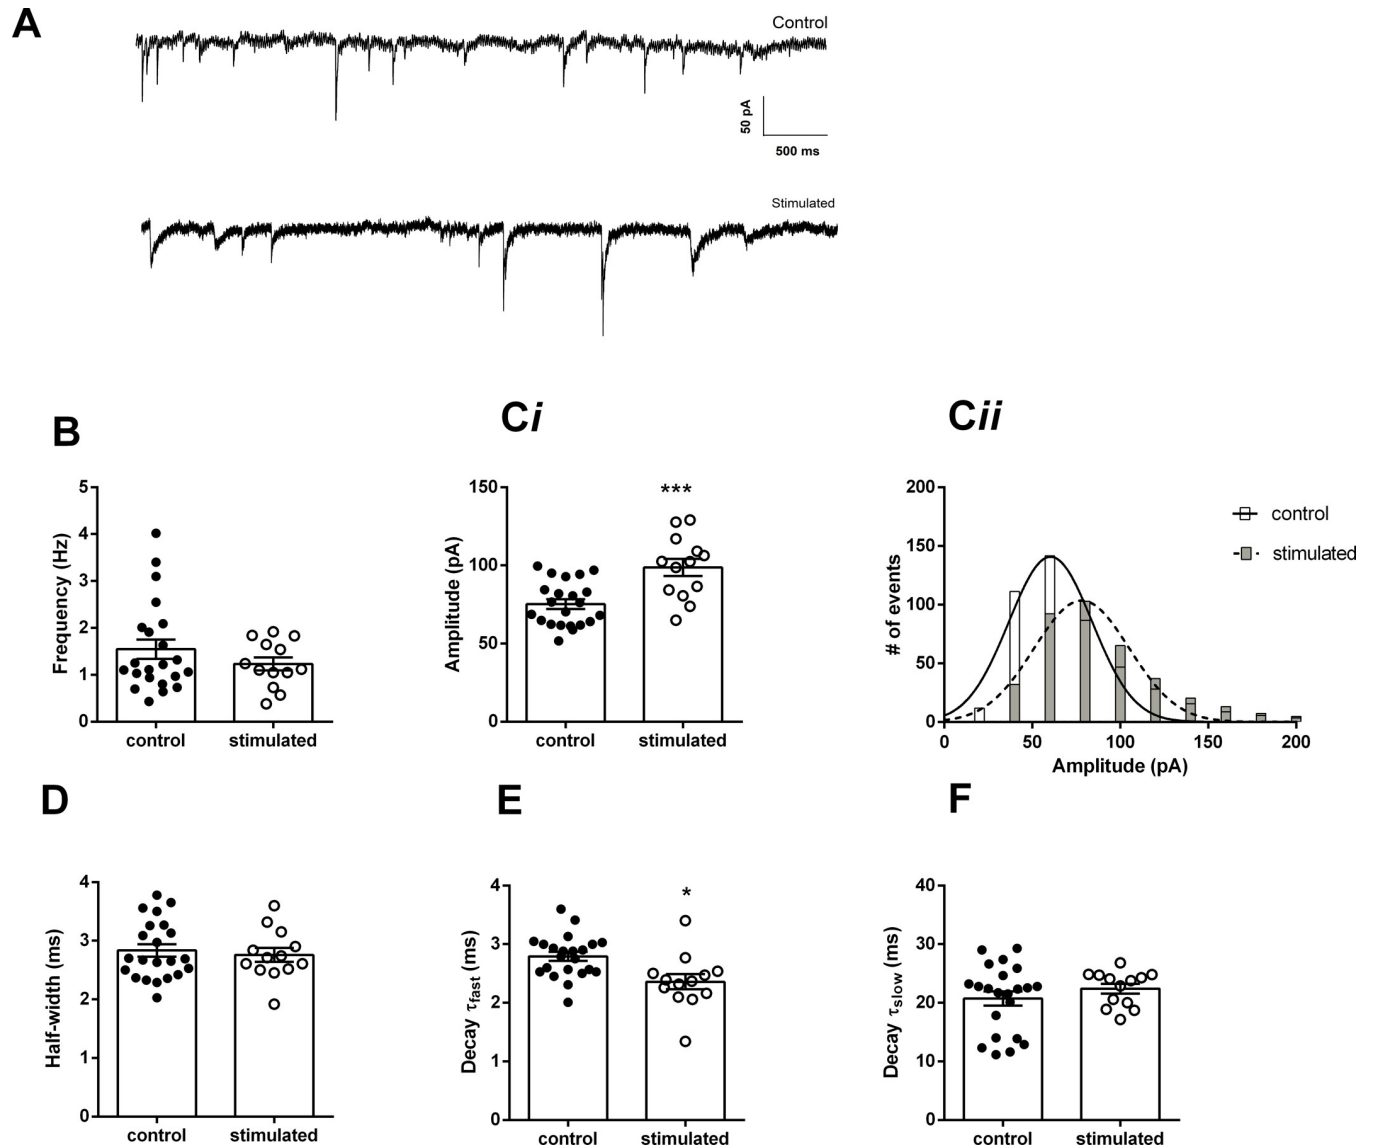 A
Control
50 pA
500 ms
Stimulated
B
Frequency (Hz)
5
4
3
2
1
0
control
stimulated
Ci
Amplitude (pA)
150
100
50
0
***
control
stimulated
Cii
# of events
200
150
100
50
0
0
50
100
150
200
Amplitude (pA)
control
stimulated
D
Half-width (ms)
4
3
2
1
0
control
stimulated
E
Decay τfast (ms)
4
3
2
1
0
*
control
stimulated
F
Decay τslow (ms)
40
30
20
10
0
control
stimulated